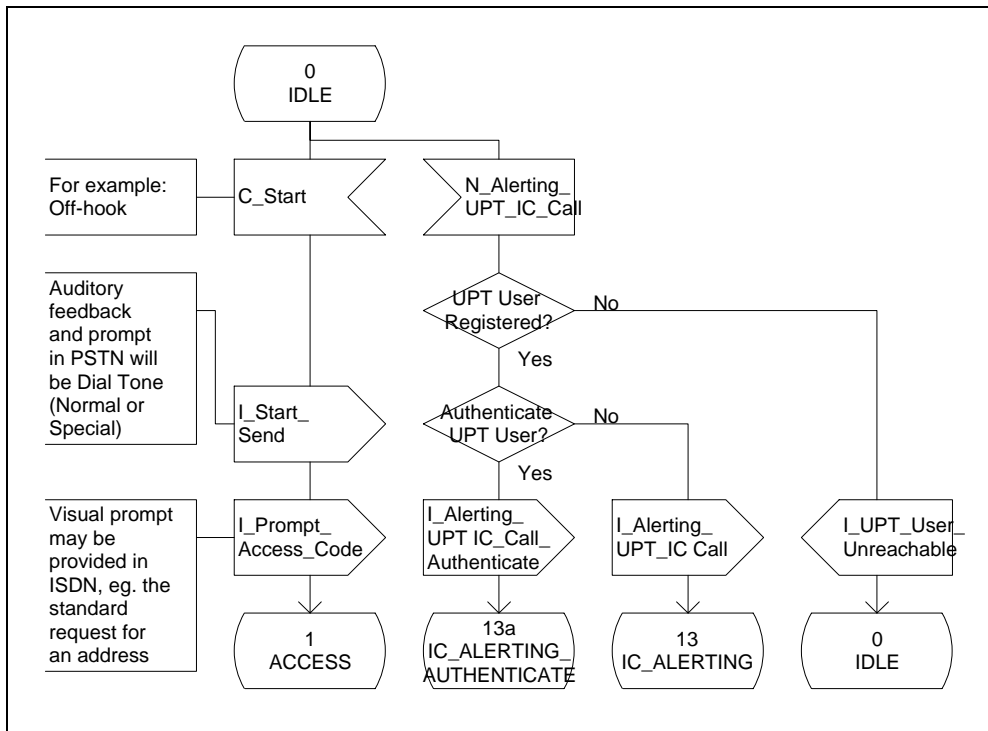 0
IDLE
For example:
Off-hook
C_Start
N_Alerting_
UPT_IC_Call
Auditory
feedback
and prompt
in PSTN will
be Dial Tone
(Normal or
Special)
UPT User
Registered?
No
Yes
I_Start_
Send
Authenticate
UPT User?
No
Yes
Visual prompt
may be
provided in
ISDN, eg. the
standard
request for
an address
I_Prompt_
Access_Code
I_Alerting_
UPT IC_Call_
Authenticate
I_Alerting_
UPT_IC Call
I_UPT_User_
Unreachable
1
ACCESS
13a
IC_ALERTING_
AUTHENTICATE
13
IC_ALERTING
0
IDLE